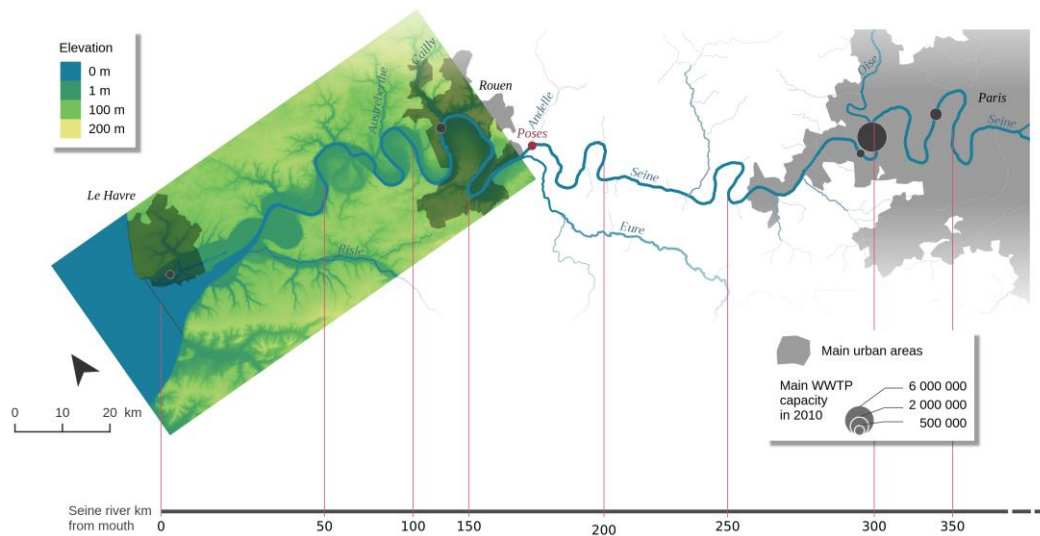 Elevation
0 m
1 m
100 m
200 m
Cailly
Austreberthe
Rouen
Andelle
Poses
Oise
Paris
Seine
Le Havre
Seine
Risle
Eure
0 10 20 km
Main urban areas
Main WWTP
capacity
in 2010
6 000 000
2 000 000
500 000
Seine river km
from mouth
0 50 100 150 200 250 300 350